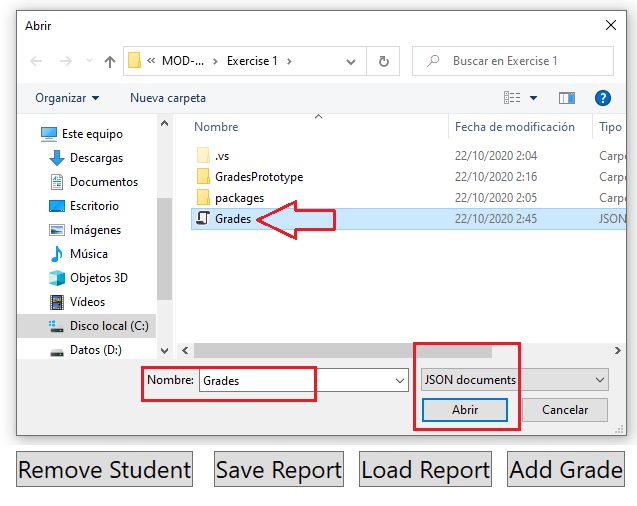 Abrir
« MOD-... › Exercise 1 ›
Buscar en Exercise 1
Organizar
Nueva carpeta
Este equipo
Descargas
Documentos
Escritorio
Imágenes
Música
Objetos 3D
Vídeos
Disco local (C:)
Datos (D:)
Nombre Fecha de modificación Tipo
.vs 22/10/2020 2:04 Carpe
GradesPrototype 22/10/2020 2:16 Carpe
packages 22/10/2020 2:05 Carpe
Grades 22/10/2020 2:45 JSON
Nombre: Grades
JSON documents
Abrir Cancelar
Remove Student Save Report Load Report Add Grade